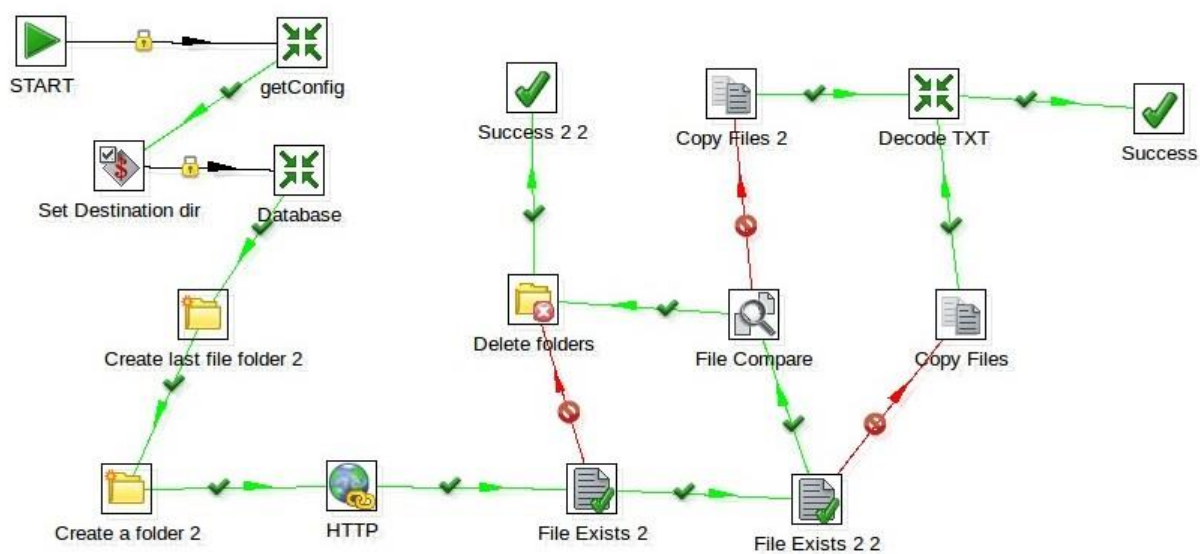 START
getConfig
Set Destination dir
Database
Success 2 2
Copy Files 2
Decode TXT
Success
Create last file folder 2
Delete folders
File Compare
Copy Files
Create a folder 2
HTTP
File Exists 2
File Exists 2 2